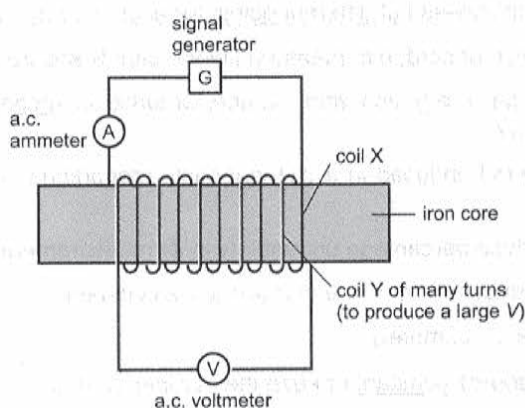 signal
generator
G
a.c.
ammeter
A
coil X
iron core
coil Y of many turns
(to produce a large V)
V
a.c. voltmeter